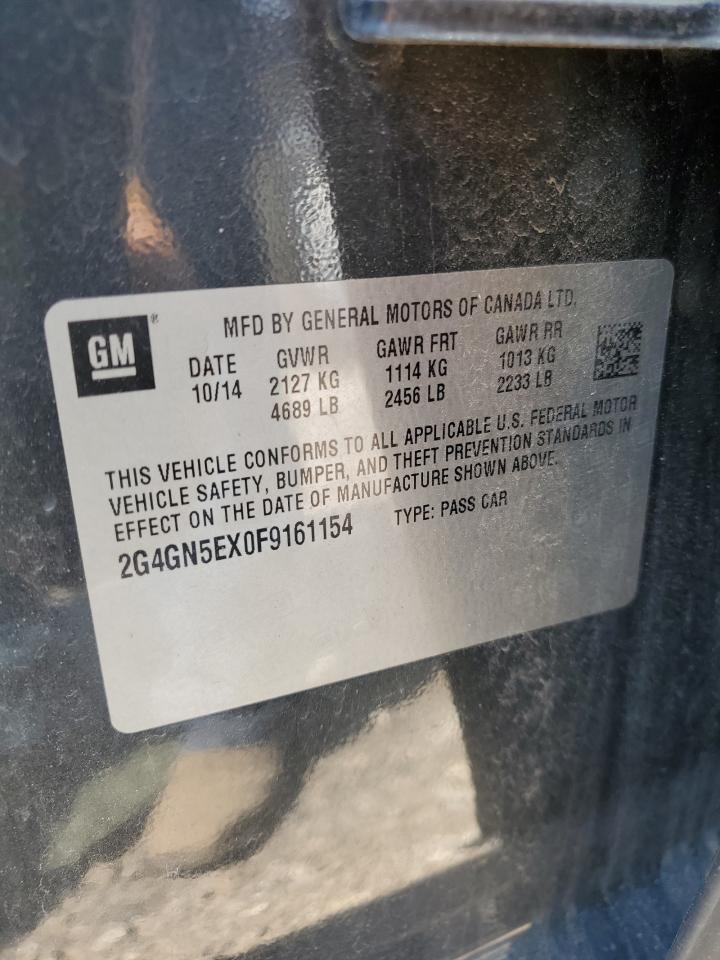 GM®
MFD BY GENERAL MOTORS OF CANADA LTD.
DATE GVWR GAWR FRT GAWR RR
10/14 2127 KG 1114 KG 1013 KG
4689 LB 2456 LB 2233 LB
THIS VEHICLE CONFORMS TO ALL APPLICABLE U.S. FEDERAL MOTOR
VEHICLE SAFETY, BUMPER, AND THEFT PREVENTION STANDARDS IN
EFFECT ON THE DATE OF MANUFACTURE SHOWN ABOVE.
2G4GN5EX0F9161154 TYPE: PASS CAR